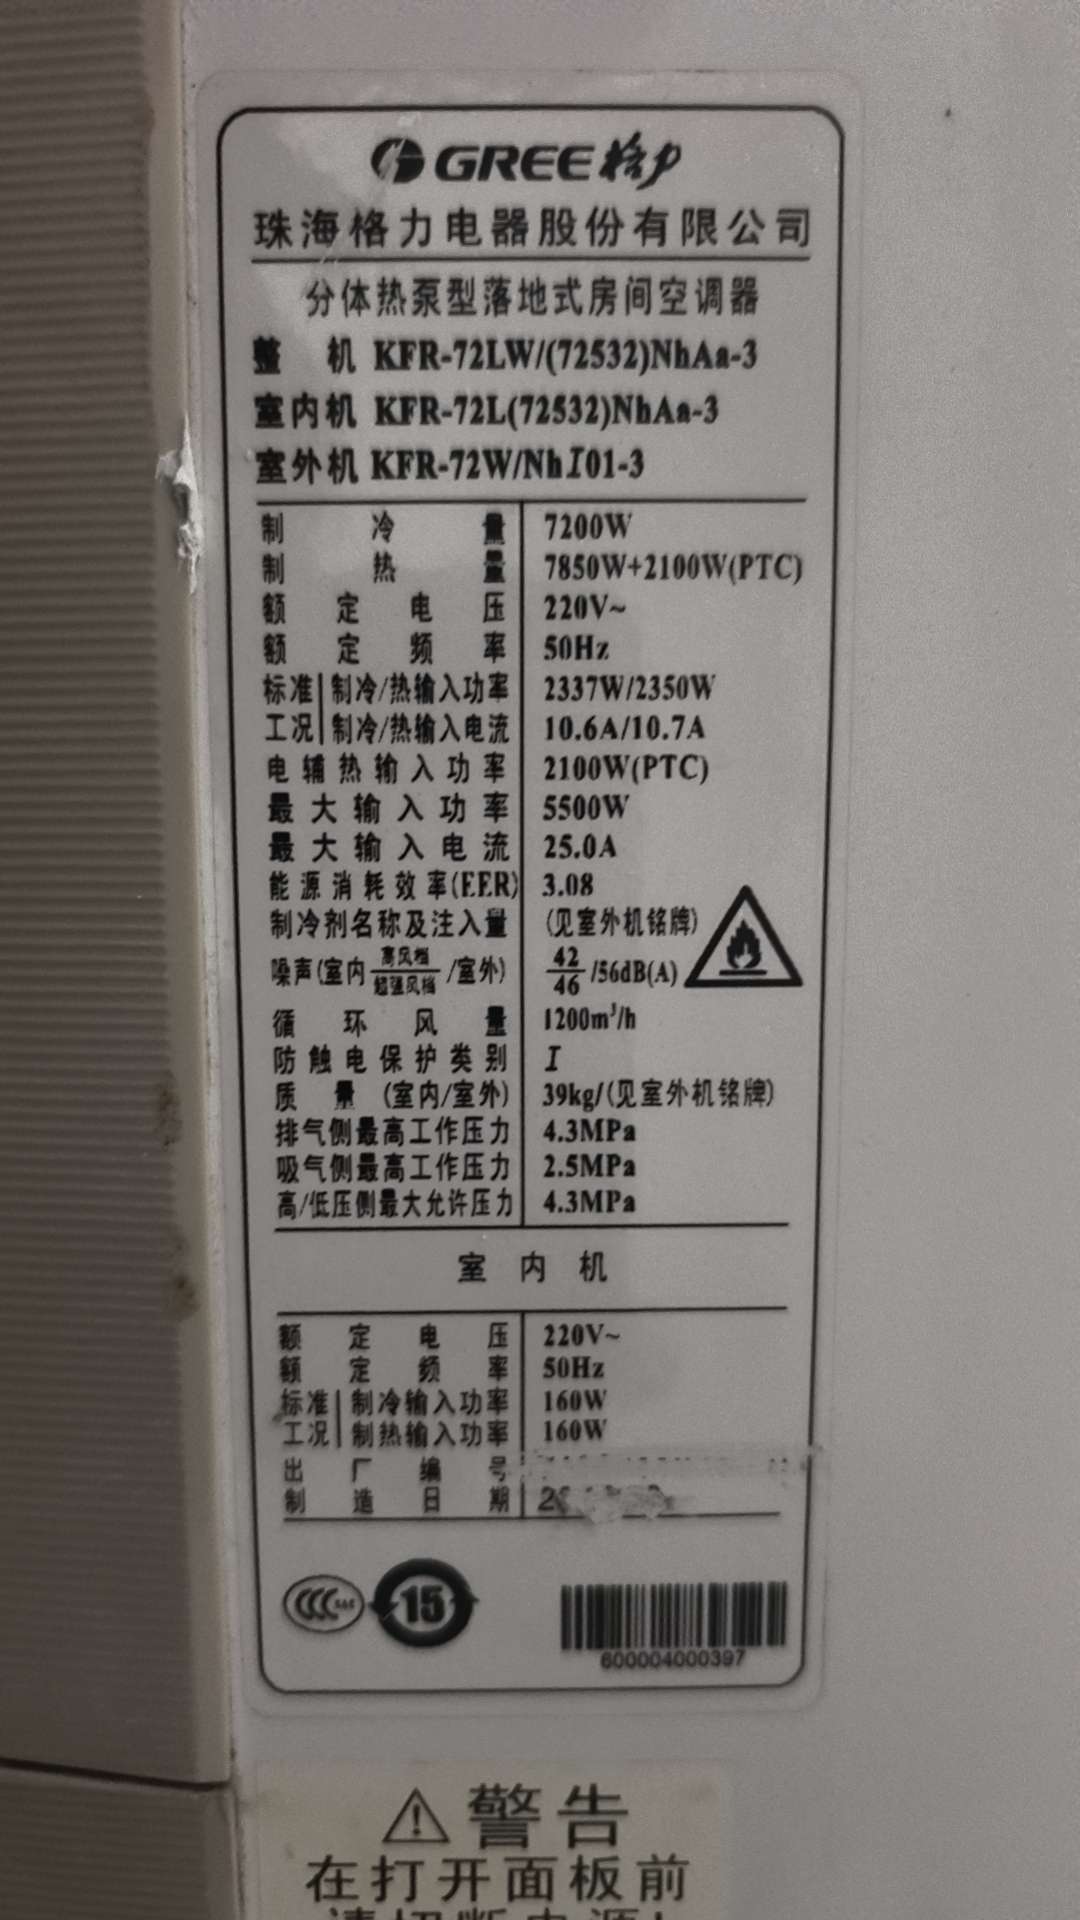 GREE格力
珠海格力电器股份有限公司
分体热泵型落地式房间空调器
整 机 KFR-72LW/(72532)NhAa-3
室内机 KFR-72L(72532)NhAa-3
室外机 KFR-72W/NhI01-3
制冷量 7200W
制热量 7850W+2100W(PTC)
额定电压 220V~
额定频率 50Hz
标准 制冷/热输入功率 2337W/2350W
工况 制冷/热输入电流 10.6A/10.7A
电辅热输入功率 2100W(PTC)
最大输入功率 5500W
最大输入电流 25.0A
能源消耗效率(EER) 3.08
制冷剂名称及注入量 (见室外机铭牌)
噪声(室内 高风档/超强风档 /室外) 42/46 /56dB(A)
循环风量 1200m³/h
防触电保护类别 I
质量(室内/室外) 39kg/(见室外机铭牌)
排气侧最高工作压力 4.3MPa
吸气侧最高工作压力 2.5MPa
高/低压侧最大允许压力 4.3MPa
室内机
额定电压 220V~
额定频率 50Hz
标准 制冷输入功率 160W
工况 制热输入功率 160W
出厂编号
制造日期
CCC S&E 15
600004000397
警告
在打开面板前
请切断电源!